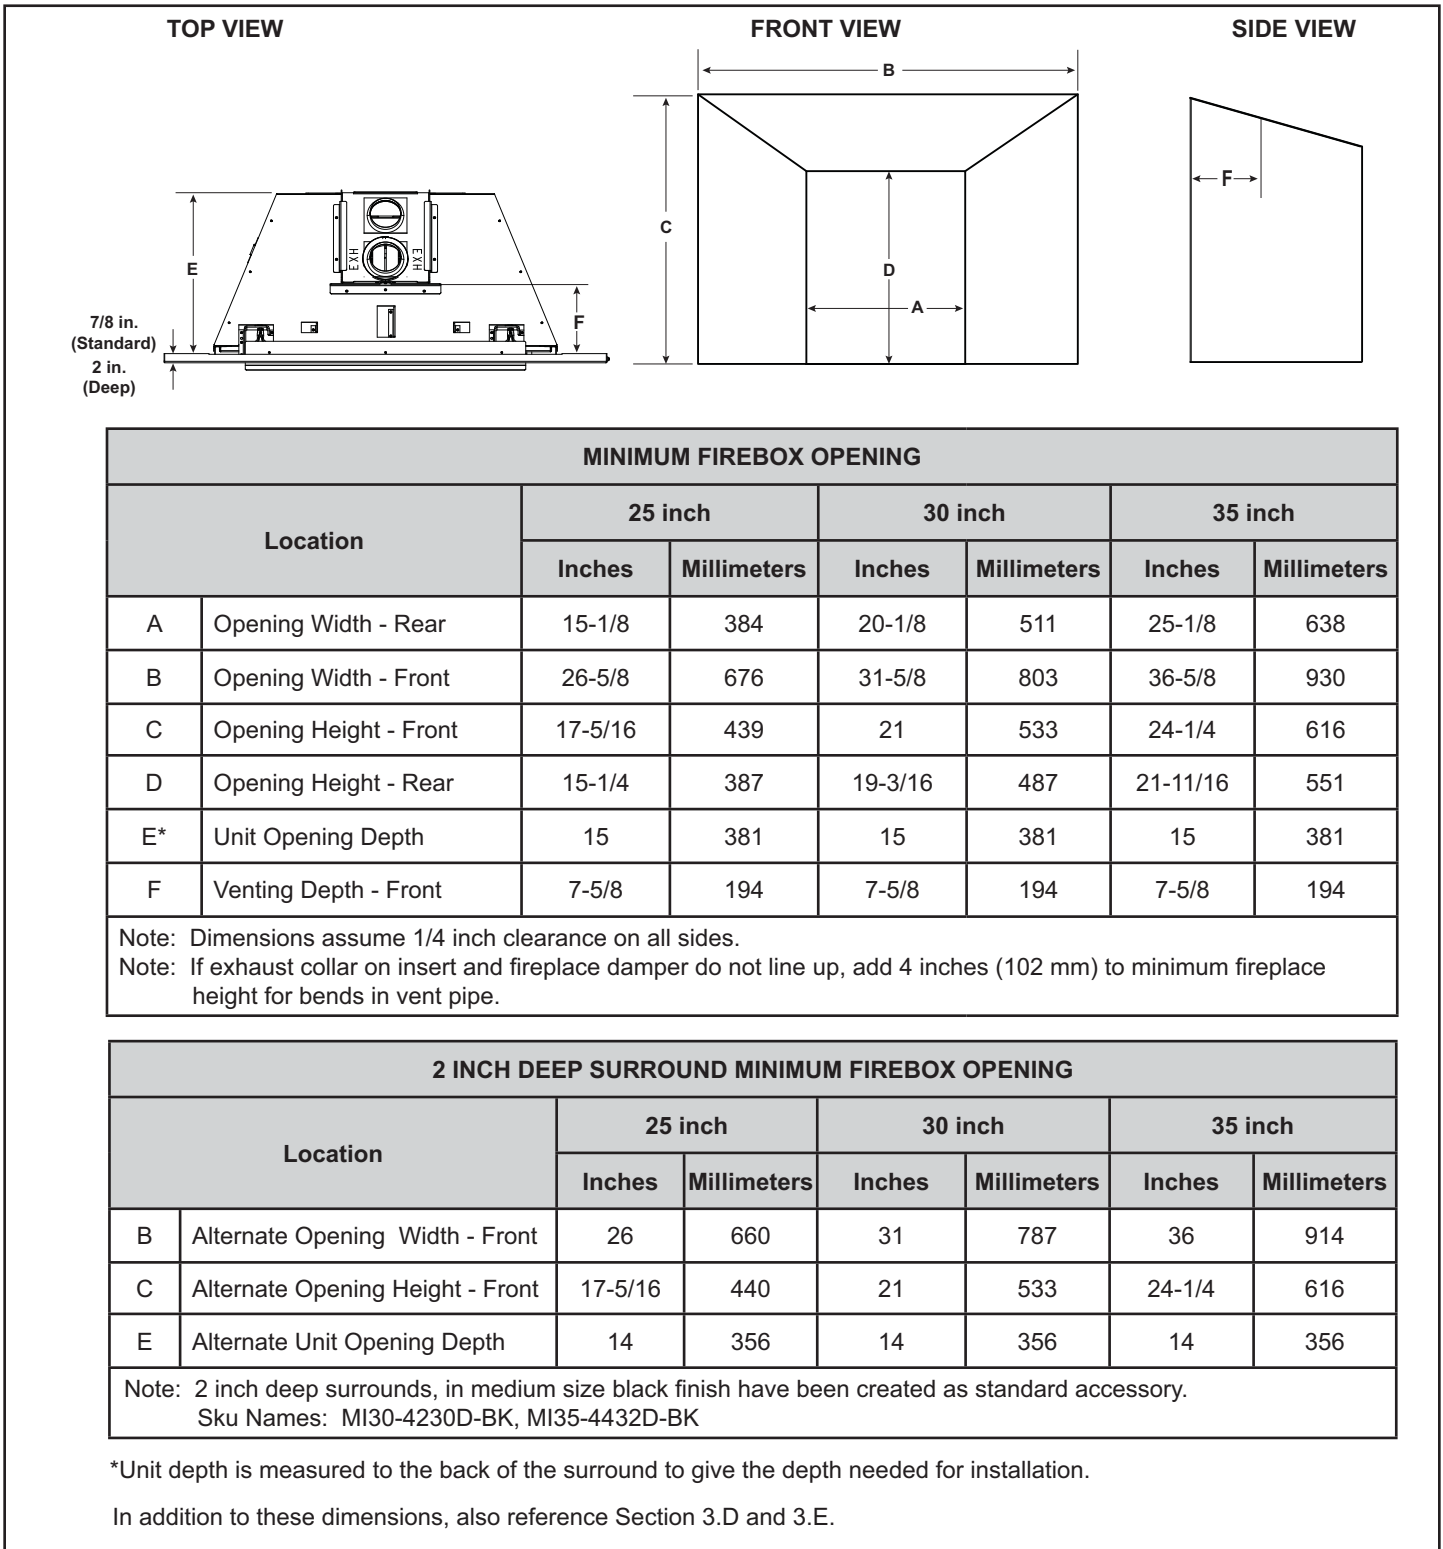 TOP VIEW FRONT VIEW SIDE VIEW
B
C
F
E
EXH EXH
D
A
F
7/8 in.
(Standard)
2 in.
(Deep)
MINIMUM FIREBOX OPENING
Location 25 inch 30 inch 35 inch
Inches Millimeters Inches Millimeters Inches Millimeters
A Opening Width - Rear 15-1/8 384 20-1/8 511 25-1/8 638
B Opening Width - Front 26-5/8 676 31-5/8 803 36-5/8 930
C Opening Height - Front 17-5/16 439 21 533 24-1/4 616
D Opening Height - Rear 15-1/4 387 19-3/16 487 21-11/16 551
E* Unit Opening Depth 15 381 15 381 15 381
F Venting Depth - Front 7-5/8 194 7-5/8 194 7-5/8 194
Note: Dimensions assume 1/4 inch clearance on all sides.
Note: If exhaust collar on insert and fireplace damper do not line up, add 4 inches (102 mm) to minimum fireplace
height for bends in vent pipe.
2 INCH DEEP SURROUND MINIMUM FIREBOX OPENING
Location 25 inch 30 inch 35 inch
Inches Millimeters Inches Millimeters Inches Millimeters
B Alternate Opening Width - Front 26 660 31 787 36 914
C Alternate Opening Height - Front 17-5/16 440 21 533 24-1/4 616
E Alternate Unit Opening Depth 14 356 14 356 14 356
Note: 2 inch deep surrounds, in medium size black finish have been created as standard accessory.
Sku Names: MI30-4230D-BK, MI35-4432D-BK
*Unit depth is measured to the back of the surround to give the depth needed for installation.
In addition to these dimensions, also reference Section 3.D and 3.E.